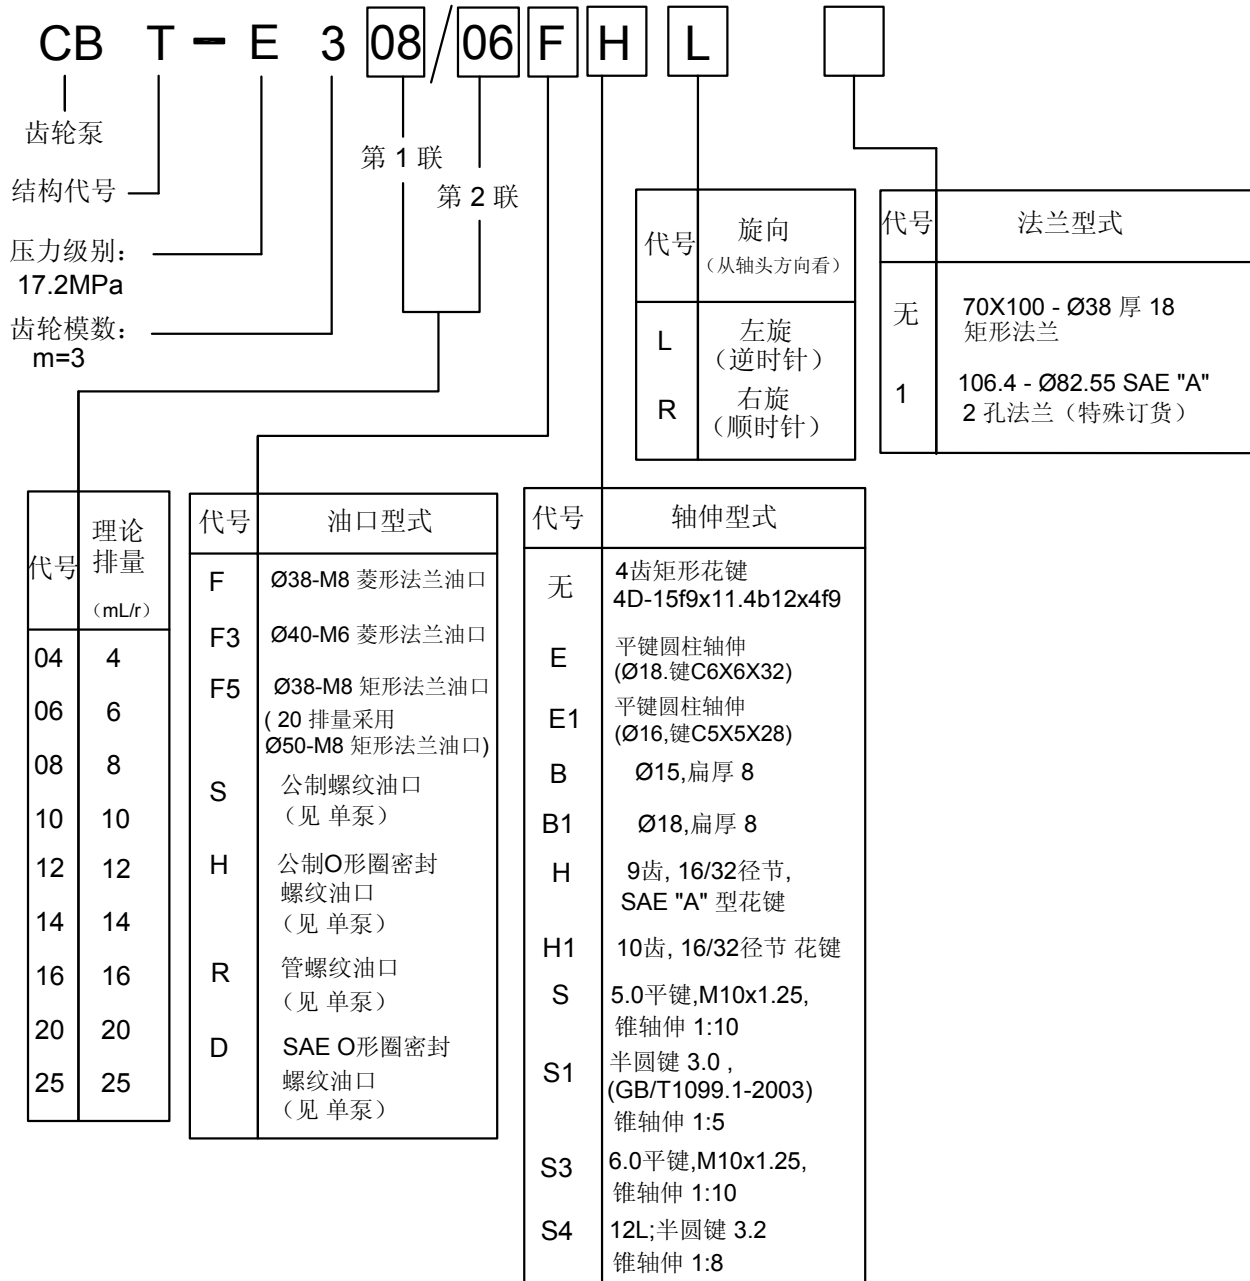 CB T - E 3 08 / 06 F H L
齿轮泵
结构代号
压力级别：
17.2MPa
齿轮模数：
m=3
第 1 联
第 2 联
代号 旋向
（从轴头方向看）
L 左旋
（逆时针）
R 右旋
（顺时针）
代号 法兰型式
无 70X100 - Ø38 厚 18
矩形法兰
1 106.4 - Ø82.55 SAE "A"
2 孔法兰（特殊订货）
代号 理论
排量
（mL/r）
04 4
06 6
08 8
10 10
12 12
14 14
16 16
20 20
25 25
代号 油口型式
F Ø38-M8 菱形法兰油口
F3 Ø40-M6 菱形法兰油口
F5 Ø38-M8 矩形法兰油口
( 20 排量采用
Ø50-M8 矩形法兰油口)
S 公制螺纹油口
（见 单泵）
H 公制O形圈密封
螺纹油口
（见 单泵）
R 管螺纹油口
（见 单泵）
D SAE O形圈密封
螺纹油口
（见 单泵）
代号 轴伸型式
无 4齿矩形花键
4D-15f9x11.4b12x4f9
E 平键圆柱轴伸
(Ø18.键C6X6X32)
E1 平键圆柱轴伸
(Ø16,键C5X5X28)
B Ø15,扁厚 8
B1 Ø18,扁厚 8
H 9齿, 16/32径节,
SAE "A" 型花键
H1 10齿, 16/32径节 花键
S 5.0平键,M10x1.25,
锥轴伸 1:10
S1 半圆键 3.0 ,
(GB/T1099.1-2003)
锥轴伸 1:5
S3 6.0平键,M10x1.25,
锥轴伸 1:10
S4 12L;半圆键 3.2
锥轴伸 1:8